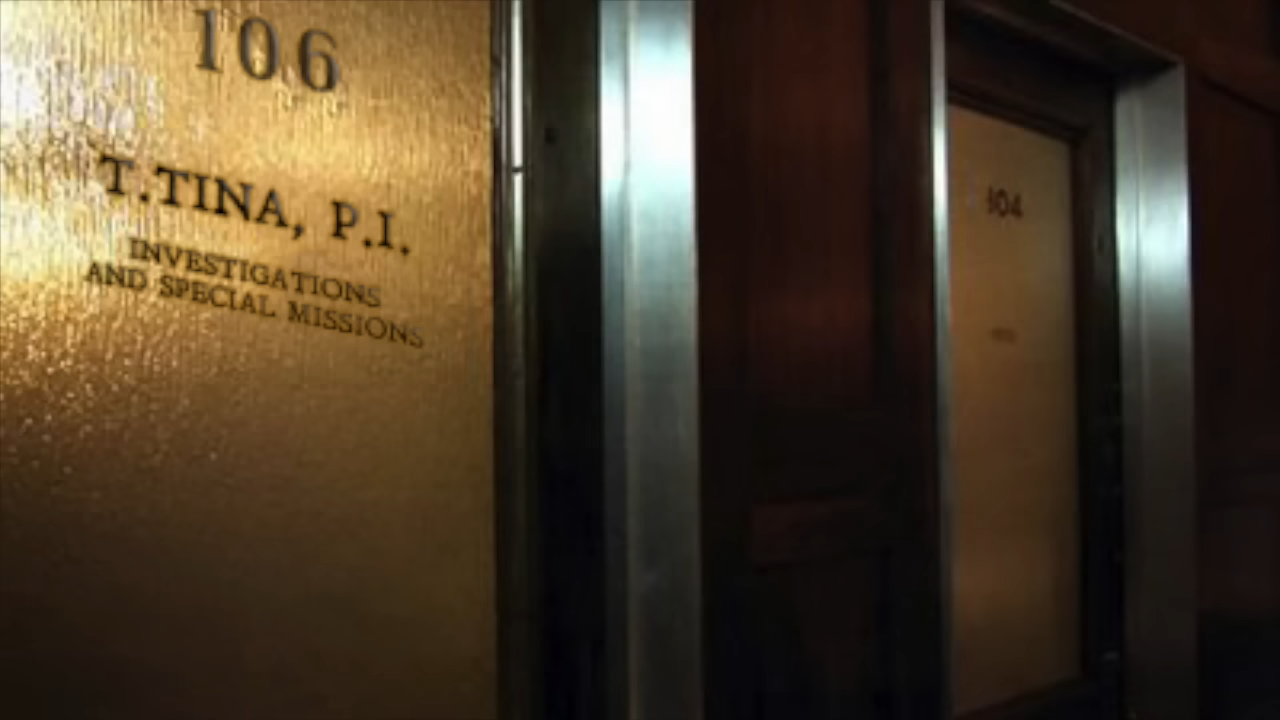 106
T.TINA, P.I.
INVESTIGATIONS
AND SPECIAL MISSIONS
104